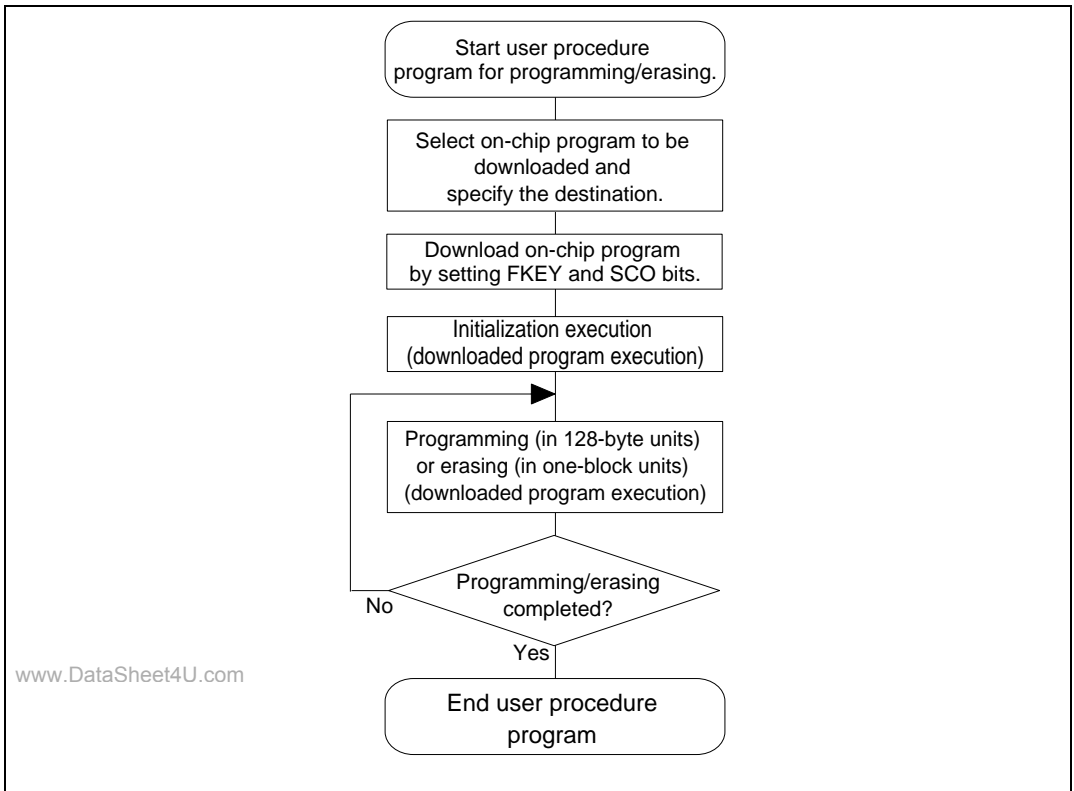 Start user procedure
program for programming/erasing.
Select on-chip program to be
downloaded and
specify the destination.
Download on-chip program
by setting FKEY and SCO bits.
Initialization execution
(downloaded program execution)
Programming (in 128-byte units)
or erasing (in one-block units)
(downloaded program execution)
Programming/erasing
completed?
No
Yes
www.DataSheet4U.com
End user procedure
program